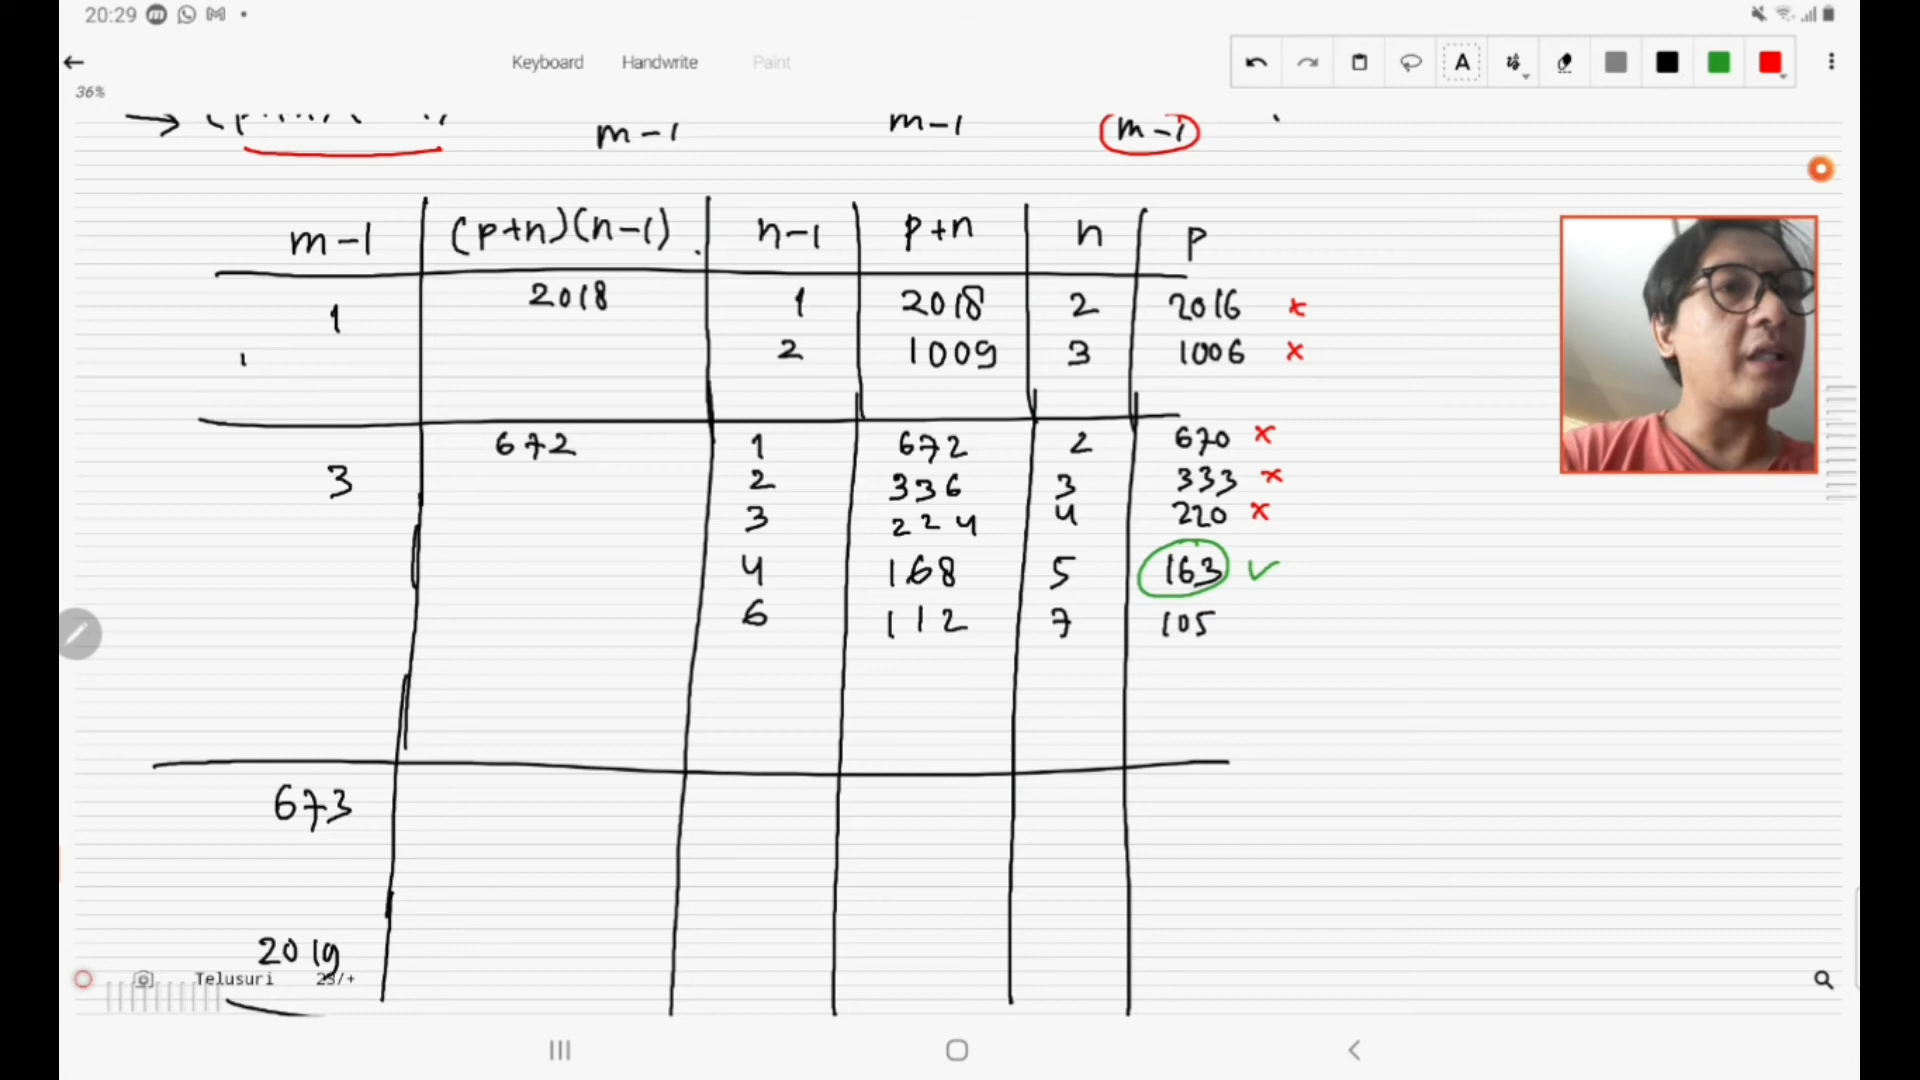 20:29
Keyboard Handwrite Paint
A
36%
m-1 m-1 (m-1)
m-1 (p+n)(n-1) n-1 p+n n p
1 2018 1 2018 2 2016 x
2 1009 3 1006 x
3 672 1 672 2 670 x
2 336 3 333 x
3 224 4 220 x
4 168 5 163 ✓
6 112 7 105
673
2019
Telusuri